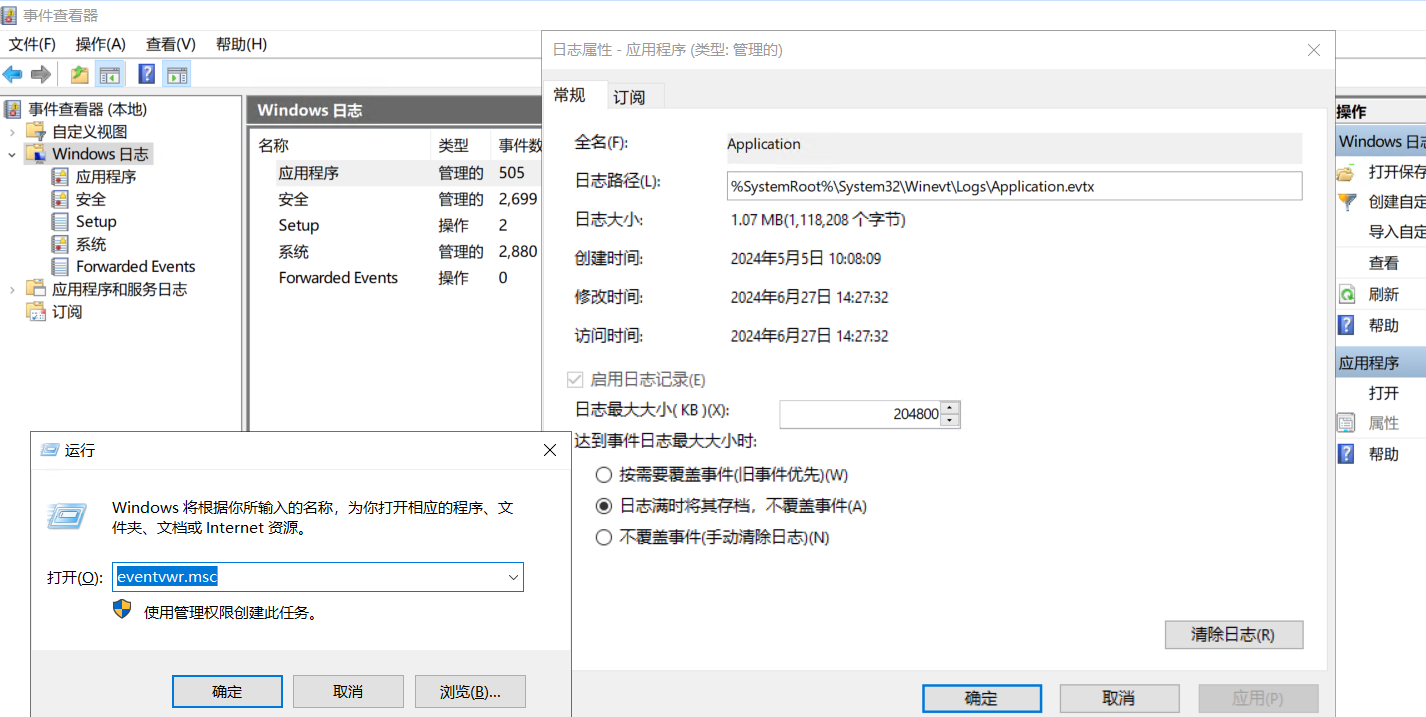 事件查看器
文件(F) 操作(A) 查看(V) 帮助(H)
事件查看器 (本地)
自定义视图
Windows 日志
应用程序
安全
Setup
系统
Forwarded Events
应用程序和服务日志
订阅
Windows 日志
名称 类型 事件数
应用程序 管理的 505
安全 管理的 2,699
Setup 操作 2
系统 管理的 2,880
Forwarded Events 操作 0
日志属性 - 应用程序 (类型: 管理的)
常规 订阅
全名(F): Application
日志路径(L): %SystemRoot%\System32\Winevt\Logs\Application.evtx
日志大小: 1.07 MB(1,118,208 个字节)
创建时间: 2024年5月5日 10:08:09
修改时间: 2024年6月27日 14:27:32
访问时间: 2024年6月27日 14:27:32
启用日志记录(E)
日志最大大小( KB )(X): 204800
达到事件日志最大大小时:
按需要覆盖事件(旧事件优先)(W)
日志满时将其存档，不覆盖事件(A)
不覆盖事件(手动清除日志)(N)
清除日志(R)
确定 取消 应用(P)
操作
Windows 日志
打开保存
创建自定
导入自定
查看
刷新
帮助
应用程序
打开
属性
帮助
运行
Windows 将根据你所输入的名称，为你打开相应的程序、文
件夹、文档或 Internet 资源。
打开(O): eventvwr.msc
使用管理权限创建此任务。
确定 取消 浏览(B)...